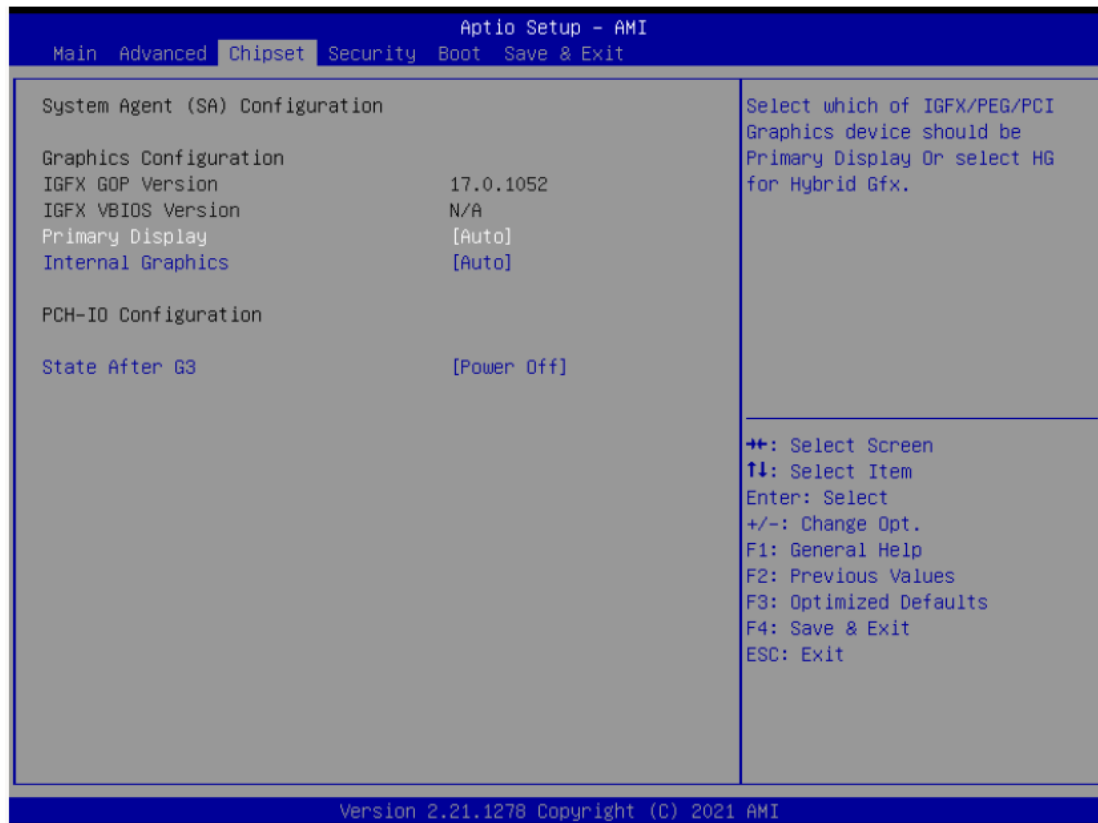 Aptio Setup - AMI
Main Advanced Chipset Security Boot Save & Exit
System Agent (SA) Configuration
Graphics Configuration
IGFX GOP Version 17.0.1052
IGFX VBIOS Version N/A
Primary Display [Auto]
Internal Graphics [Auto]
PCH-IO Configuration
State After G3 [Power Off]
Select which of IGFX/PEG/PCI
Graphics device should be
Primary Display Or select HG
for Hybrid Gfx.
→←: Select Screen
↑↓: Select Item
Enter: Select
+/-: Change Opt.
F1: General Help
F2: Previous Values
F3: Optimized Defaults
F4: Save & Exit
ESC: Exit
Version 2.21.1278 Copyright (C) 2021 AMI